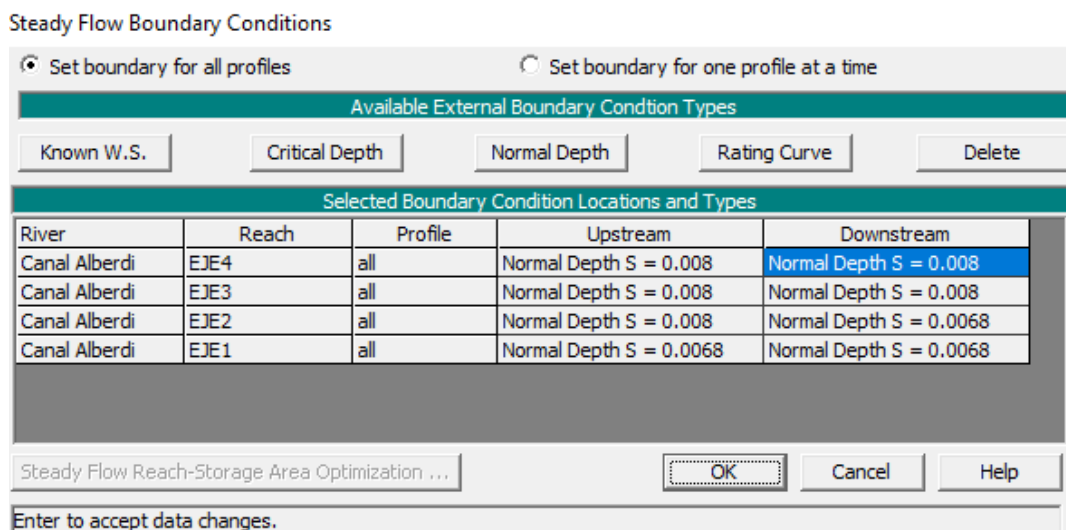 Steady Flow Boundary Conditions
Set boundary for all profiles Set boundary for one profile at a time
Available External Boundary Condtion Types
Known W.S. Critical Depth Normal Depth Rating Curve Delete
Selected Boundary Condition Locations and Types
River Reach Profile Upstream Downstream
Canal Alberdi EJE4 all Normal Depth S = 0.008 Normal Depth S = 0.008
Canal Alberdi EJE3 all Normal Depth S = 0.008 Normal Depth S = 0.008
Canal Alberdi EJE2 all Normal Depth S = 0.008 Normal Depth S = 0.0068
Canal Alberdi EJE1 all Normal Depth S = 0.0068 Normal Depth S = 0.0068
Steady Flow Reach-Storage Area Optimization ... OK Cancel Help
Enter to accept data changes.